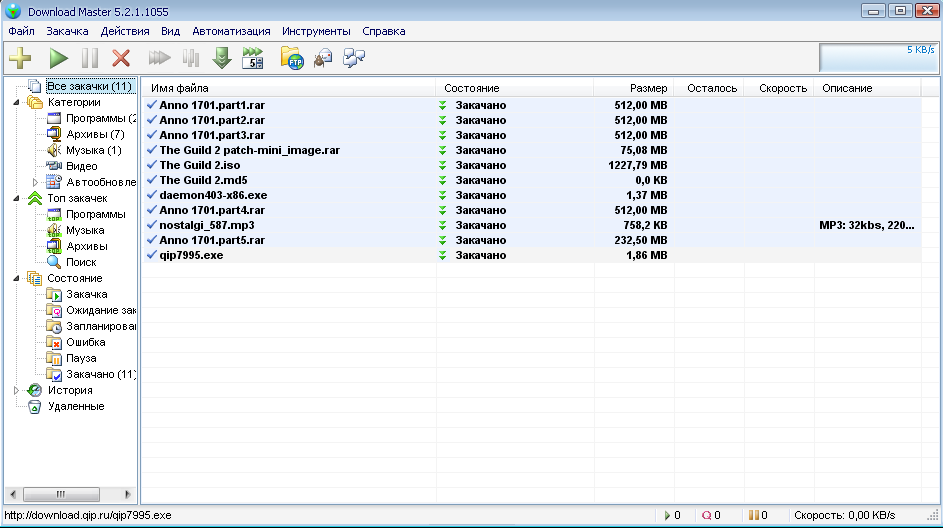 Download Master 5.2.1.1055
Файл Закачка Действия Вид Автоматизация Инструменты Справка
5
FTP
5 KB/s
Все закачки (11)
Категории
Программы (2
Архивы (7)
Музыка (1)
Видео
Автообновле
Топ закачек
Программы
Музыка
Архивы
Поиск
Состояние
Закачка
Ожидание зак
Запланирова
Ошибка
Пауза
Закачано (11)
История
Удаленные
Имя файла Состояние Размер Осталось Скорость Описание
Anno 1701.part1.rar Закачано 512,00 MB
Anno 1701.part2.rar Закачано 512,00 MB
Anno 1701.part3.rar Закачано 512,00 MB
The Guild 2 patch-mini_image.rar Закачано 75,08 MB
The Guild 2.iso Закачано 1227,79 MB
The Guild 2.md5 Закачано 0,0 KB
daemon403-x86.exe Закачано 1,37 MB
Anno 1701.part4.rar Закачано 512,00 MB
nostalgi_587.mp3 Закачано 758,2 KB MP3: 32kbs, 220...
Anno 1701.part5.rar Закачано 232,50 MB
qip7995.exe Закачано 1,86 MB
http://download.qip.ru/qip7995.exe 0 0 0 Скорость: 0,00 KB/s